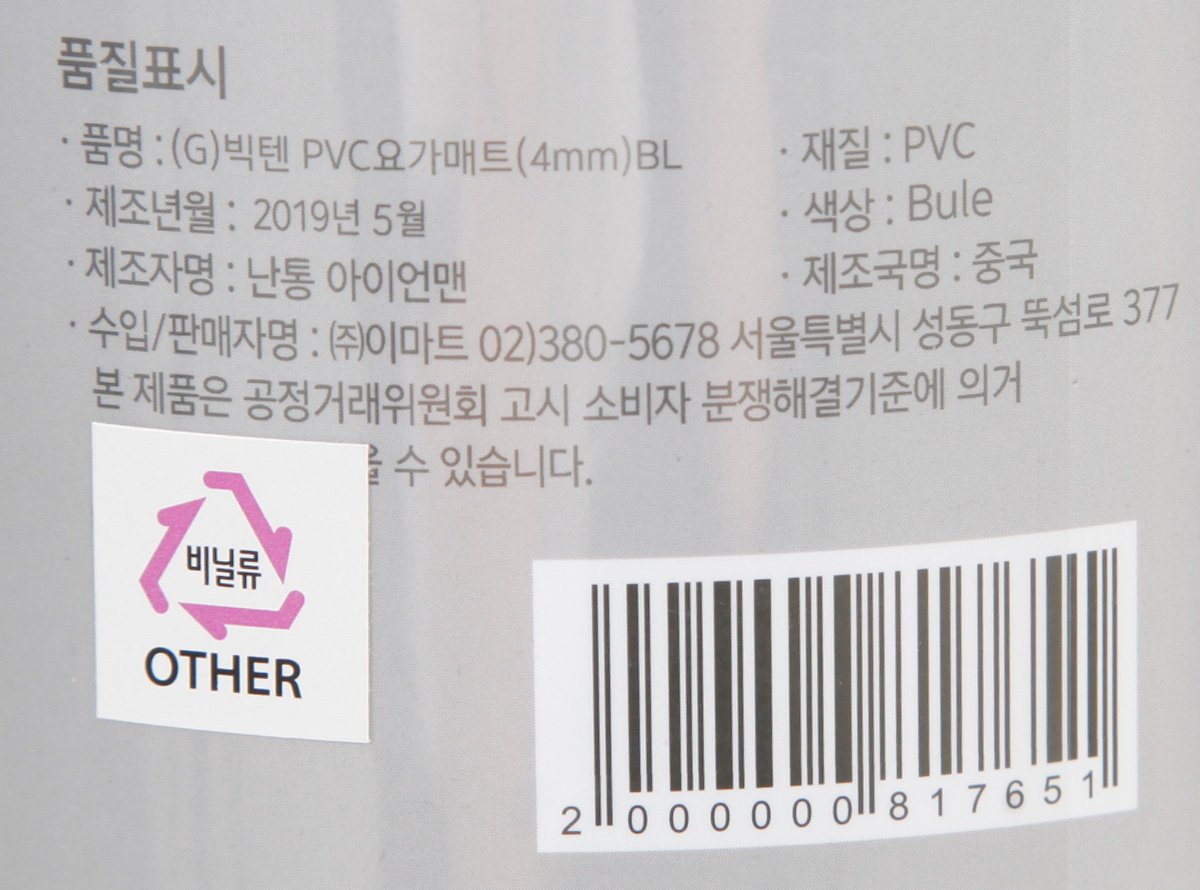 품질표시
· 품명 : (G)빅텐 PVC요가매트(4mm)BL
· 재질 : PVC
· 제조년월 : 2019년 5월
· 색상 : Bule
· 제조자명 : 난통 아이언맨
· 제조국명 : 중국
· 수입/판매자명 : ㈜이마트 02)380-5678 서울특별시 성동구 뚝섬로 377
본 제품은 공정거래위원회 고시 소비자 분쟁해결기준에 의거
수 있습니다.
비닐류
OTHER
2 000000 817651